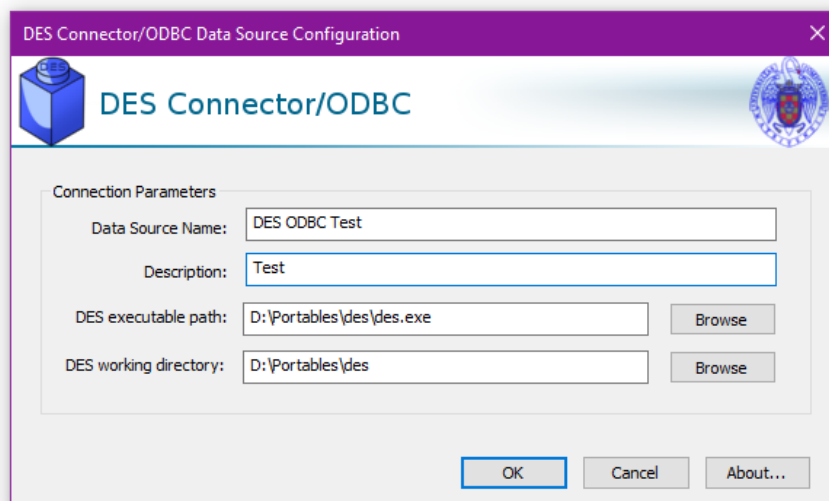 DES Connector/ODBC Data Source Configuration
DES
DES Connector/ODBC
Connection Parameters
Data Source Name: DES ODBC Test
Description: Test
DES executable path: D:\Portables\des\des.exe Browse
DES working directory: D:\Portables\des Browse
OK Cancel About...